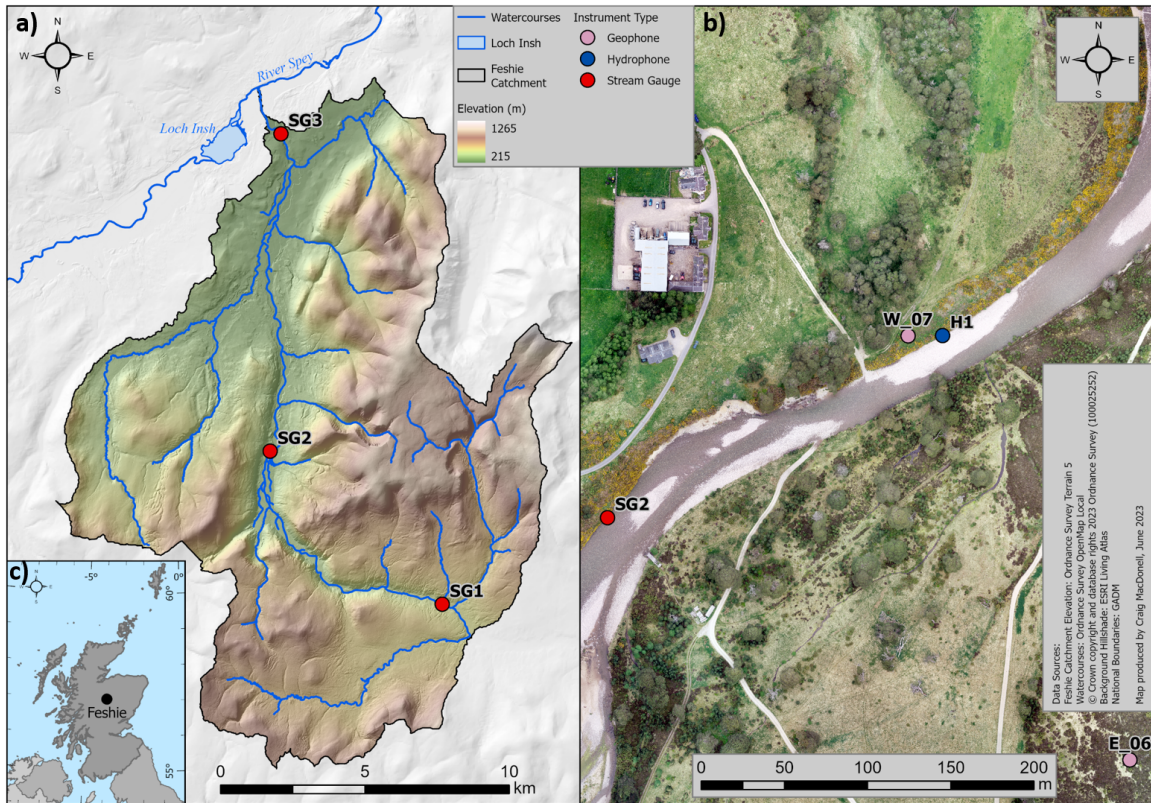 a)
N
W
E
S
River Spey
Loch Insh
SG3
SG2
SG1
0
5
10
km
Watercourses
Loch Insh
Feshie
Catchment
Elevation (m)
1265
215
Instrument Type
Geophone
Hydrophone
Stream Gauge
b)
N
W
E
S
W_07
H1
SG2
E_06
0
50
100
150
200
m
Data Sources:
Feshie Catchment Elevation: Ordnance Survey Terrain 5
Watercourses: Ordnance Survey OpenMap Local
© Crown copyright and database rights 2023 Ordnance Survey (100025252)
Background Hillshade: ESRI Living Atlas
National Boundaries: GADM
Map produced by Craig MacDonell, June 2023
c)
-5°
0°
60°
55°
Feshie